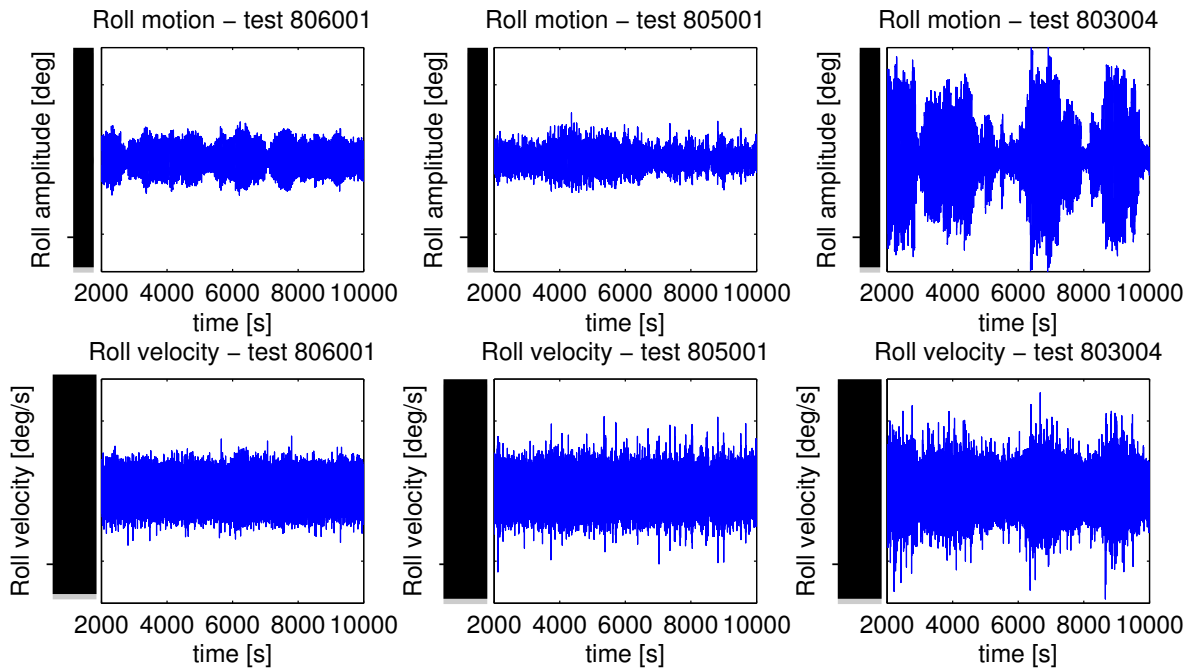 Roll motion − test 806001
Roll motion − test 805001
Roll motion − test 803004
Roll amplitude [deg]
Roll amplitude [deg]
Roll amplitude [deg]
2000 4000 6000 8000 10000
2000 4000 6000 8000 10000
2000 4000 6000 8000 10000
time [s]
time [s]
time [s]
Roll velocity − test 806001
Roll velocity − test 805001
Roll velocity − test 803004
Roll velocity [deg/s]
Roll velocity [deg/s]
Roll velocity [deg/s]
2000 4000 6000 8000 10000
2000 4000 6000 8000 10000
2000 4000 6000 8000 10000
time [s]
time [s]
time [s]